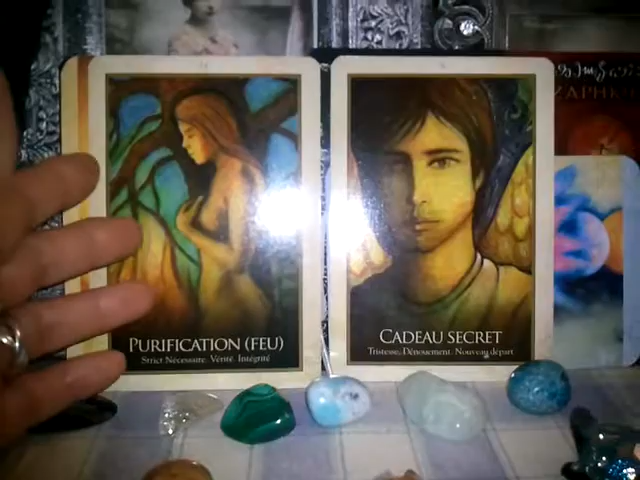 PURIFICATION (FEU)
Strict Nécessaire. Vérité. Intégrité
CADEAU SECRET
Tristesse, Dénouement, Nouveau départ